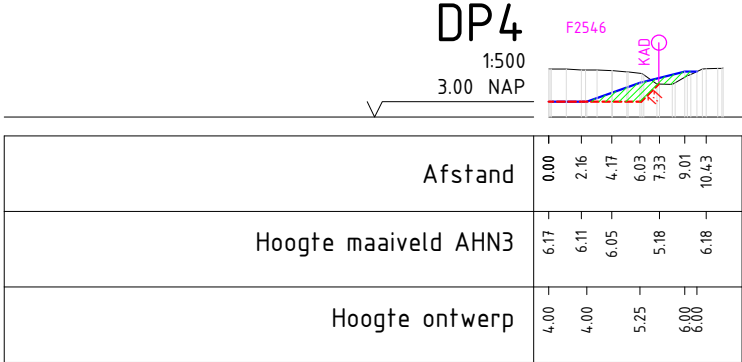 DP4
F2546
1:500
KAD
3.00 NAP
1:1
Afstand 0.00 2.16 4.17 6.03 7.33 9.01 10.43
Hoogte maaiveld AHN3 6.17 6.11 6.05 5.18 6.18
Hoogte ontwerp 4.00 4.00 5.25 6.00 6.00